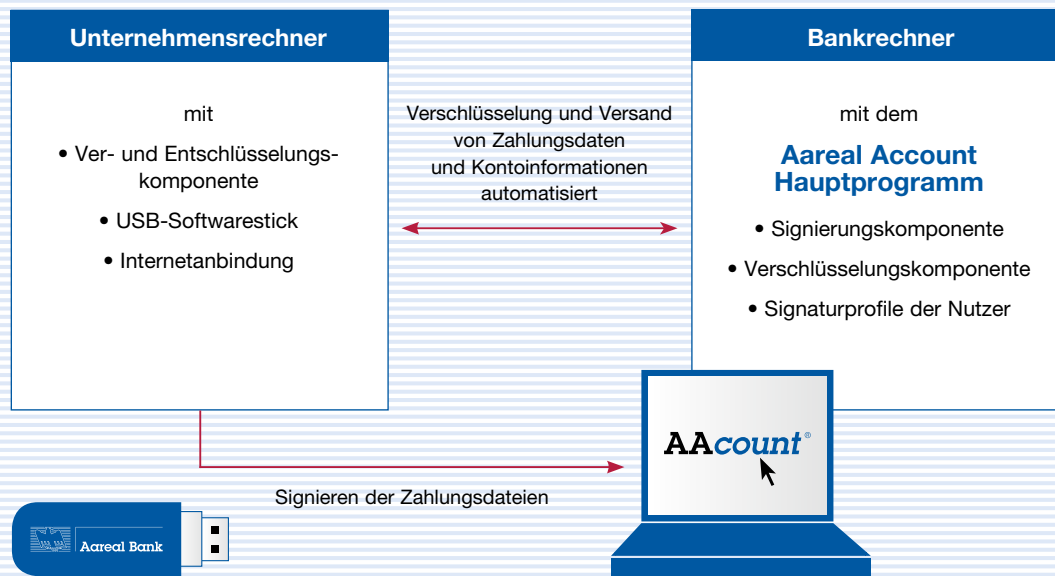 Unternehmensrechner
mit
• Ver- und Entschlüsselungs-
komponente
• USB-Softwarestick
• Internetanbindung
Verschlüsselung und Versand
von Zahlungsdaten
und Kontoinformationen
automatisiert
Bankrechner
mit dem
Aareal Account
Hauptprogramm
• Signierungskomponente
• Verschlüsselungskomponente
• Signaturprofile der Nutzer
AAcount®
Signieren der Zahlungsdateien
Aareal Bank